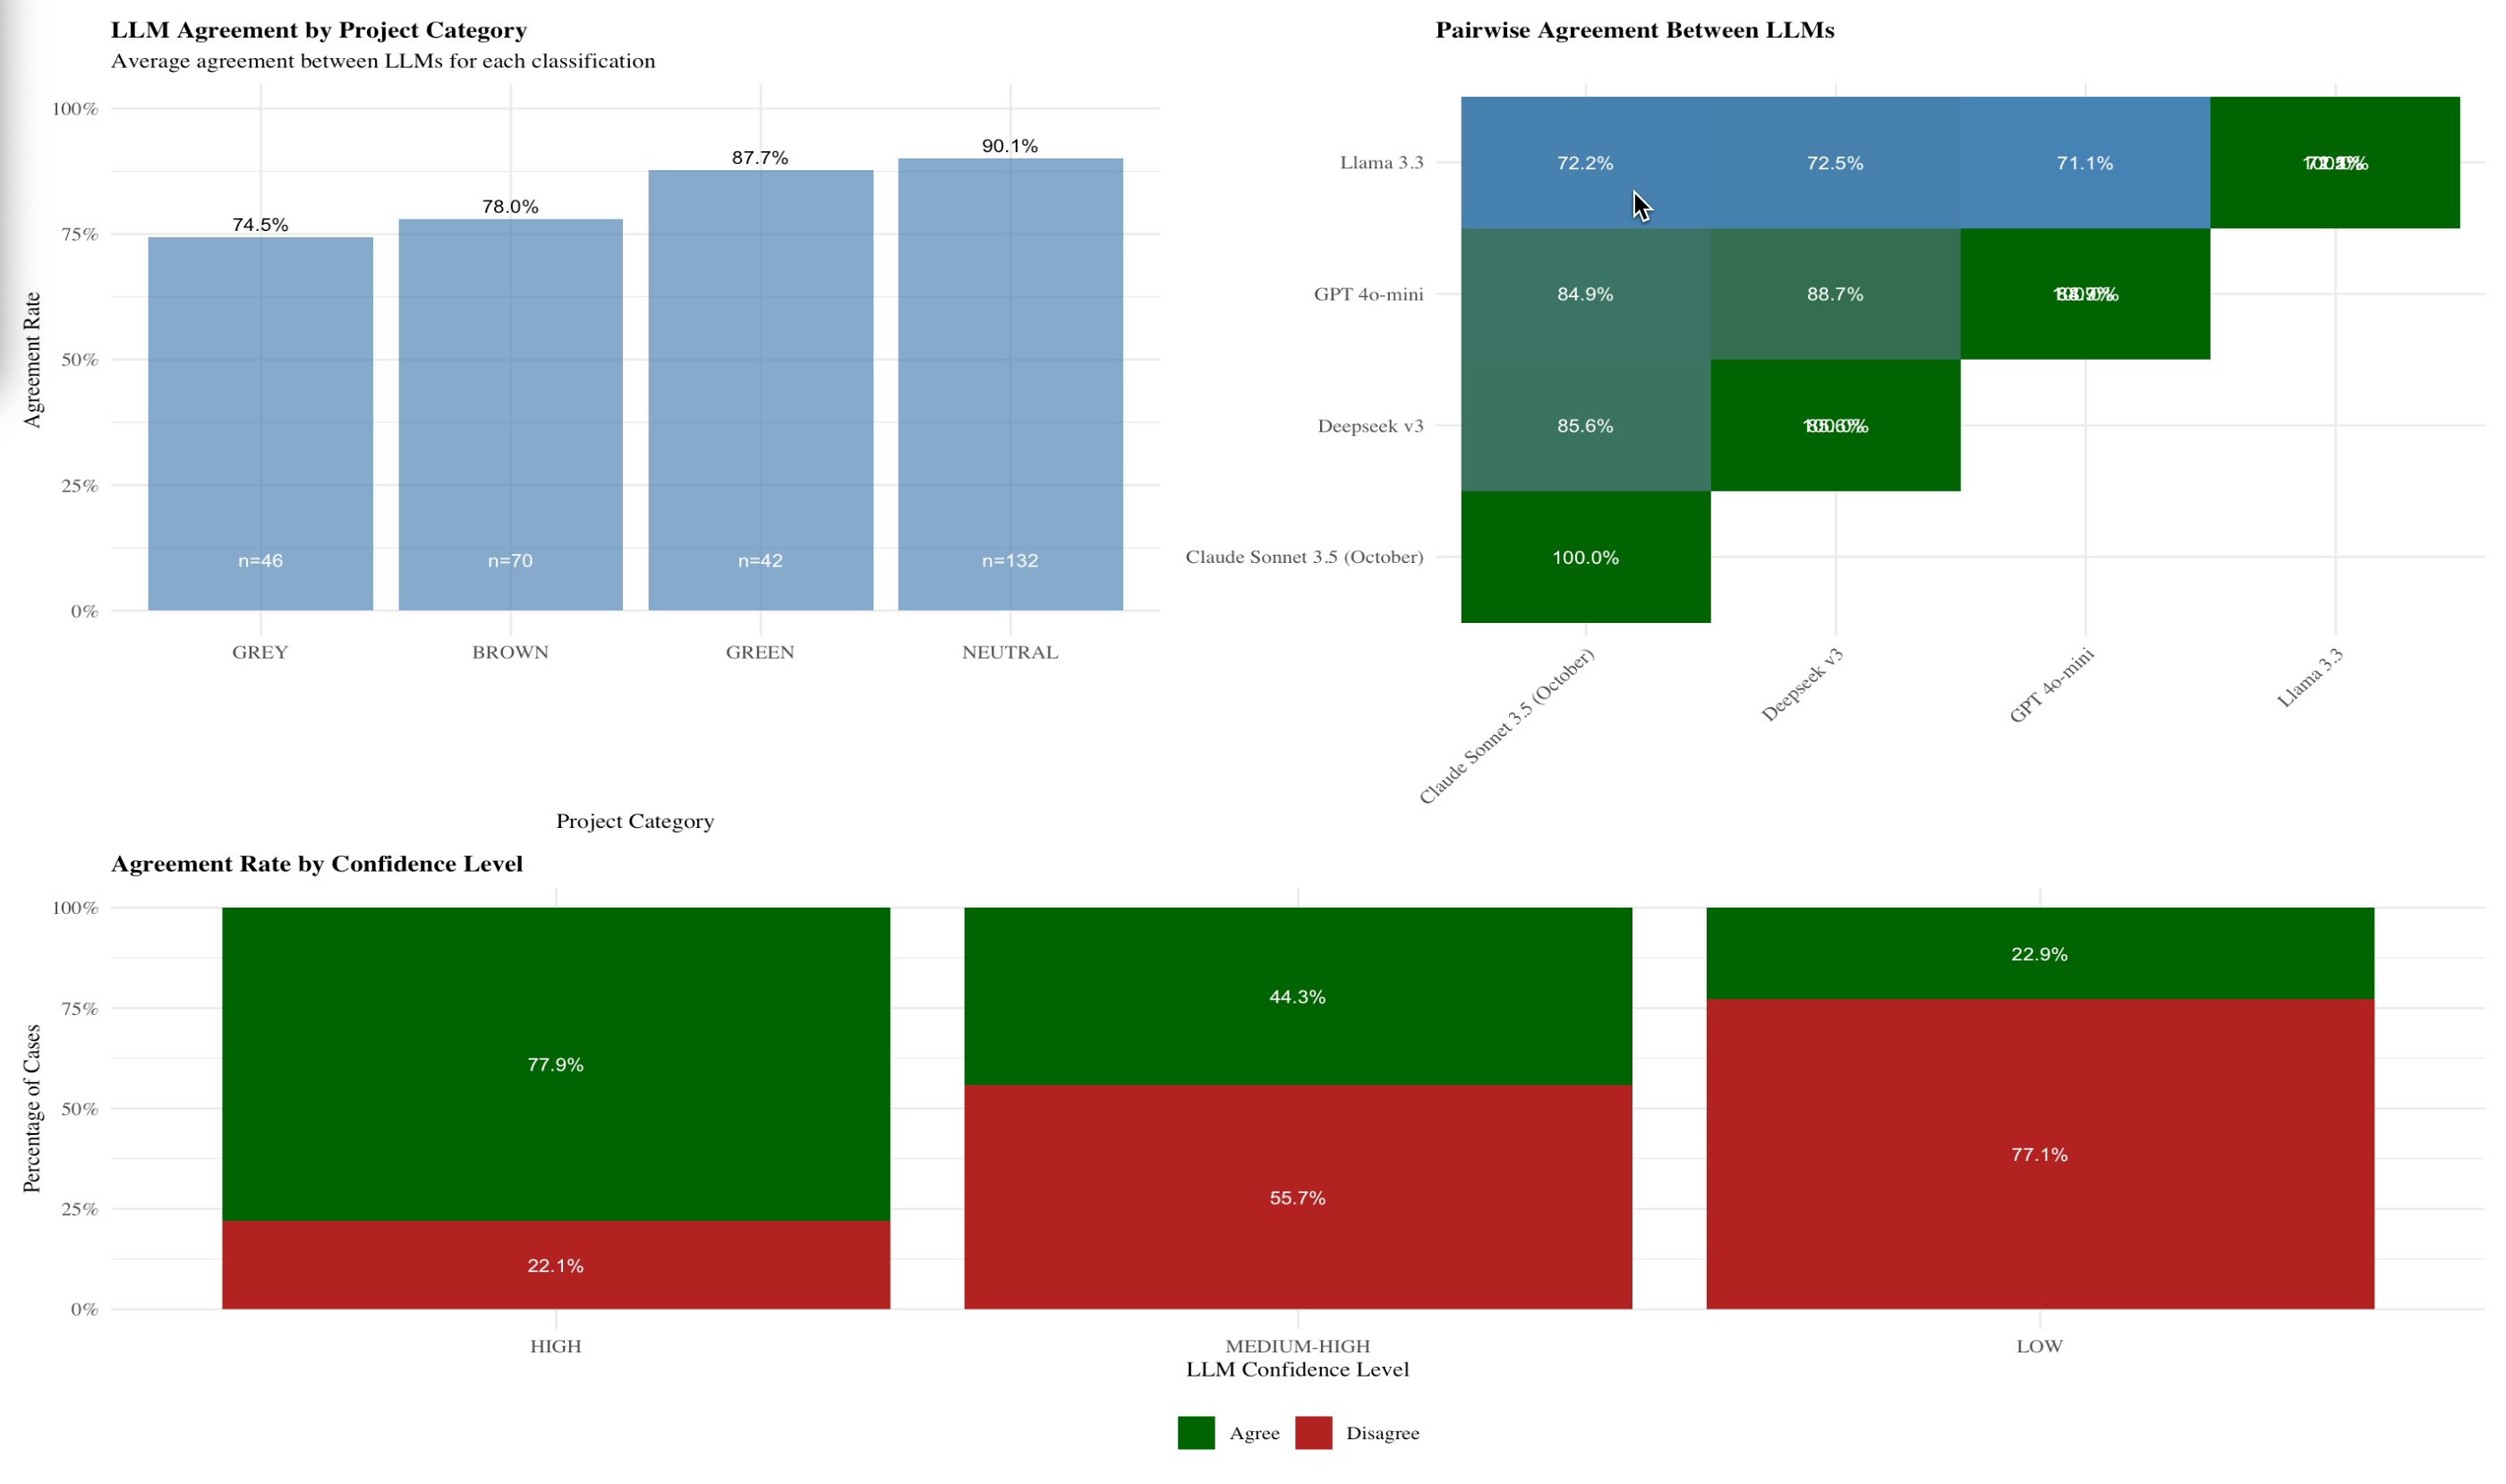 LLM Agreement by Project Category
Average agreement between LLMs for each classification
Agreement Rate
100%
75%
50%
25%
0%
74.5%
78.0%
87.7%
90.1%
n=46
n=70
n=42
n=132
GREY
BROWN
GREEN
NEUTRAL
Project Category
Pairwise Agreement Between LLMs
Llama 3.3
72.2%
72.5%
71.1%
GPT 4o-mini
84.9%
88.7%
Deepseek v3
85.6%
Claude Sonnet 3.5 (October)
100.0%
Claude Sonnet 3.5 (October)
Deepseek v3
GPT 4o-mini
Llama 3.3
Agreement Rate by Confidence Level
Percentage of Cases
100%
75%
50%
25%
0%
77.9%
22.1%
44.3%
55.7%
22.9%
77.1%
HIGH
MEDIUM-HIGH
LOW
LLM Confidence Level
Agree
Disagree